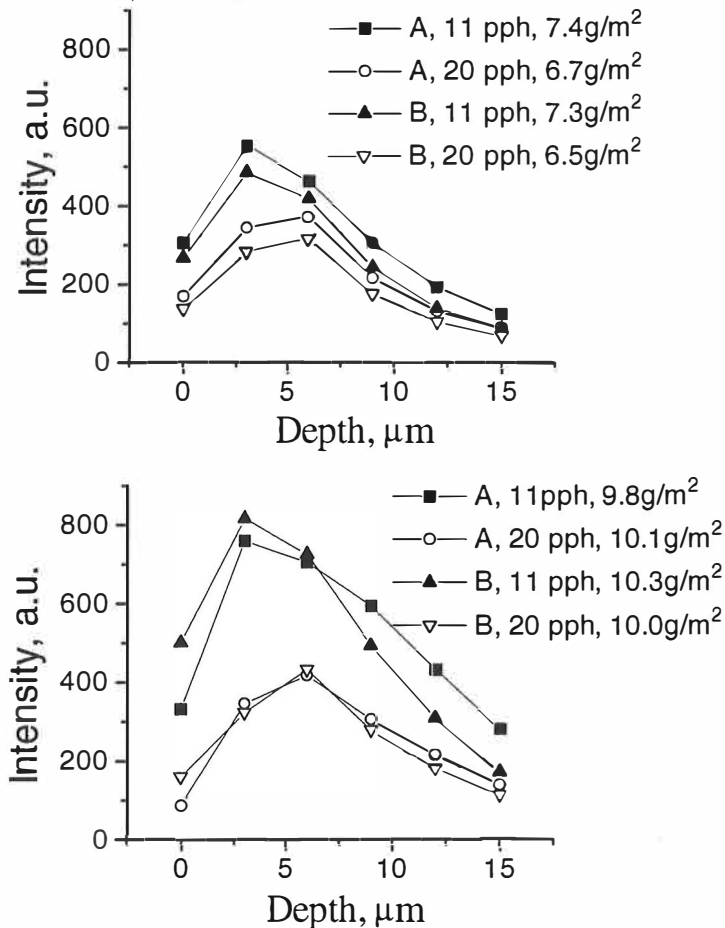 A, 11 pph, 7.4g/m²
A, 20 pph, 6.7g/m²
B, 11 pph, 7.3g/m²
B, 20 pph, 6.5g/m²
Intensity, a.u.
800
600
400
200
0
0 5 10 15
Depth, μm
A, 11pph, 9.8g/m²
A, 20 pph, 10.1g/m²
B, 11 pph, 10.3g/m²
B, 20 pph, 10.0g/m²
Intensity, a.u.
800
600
400
200
0
0 5 10 15
Depth, μm